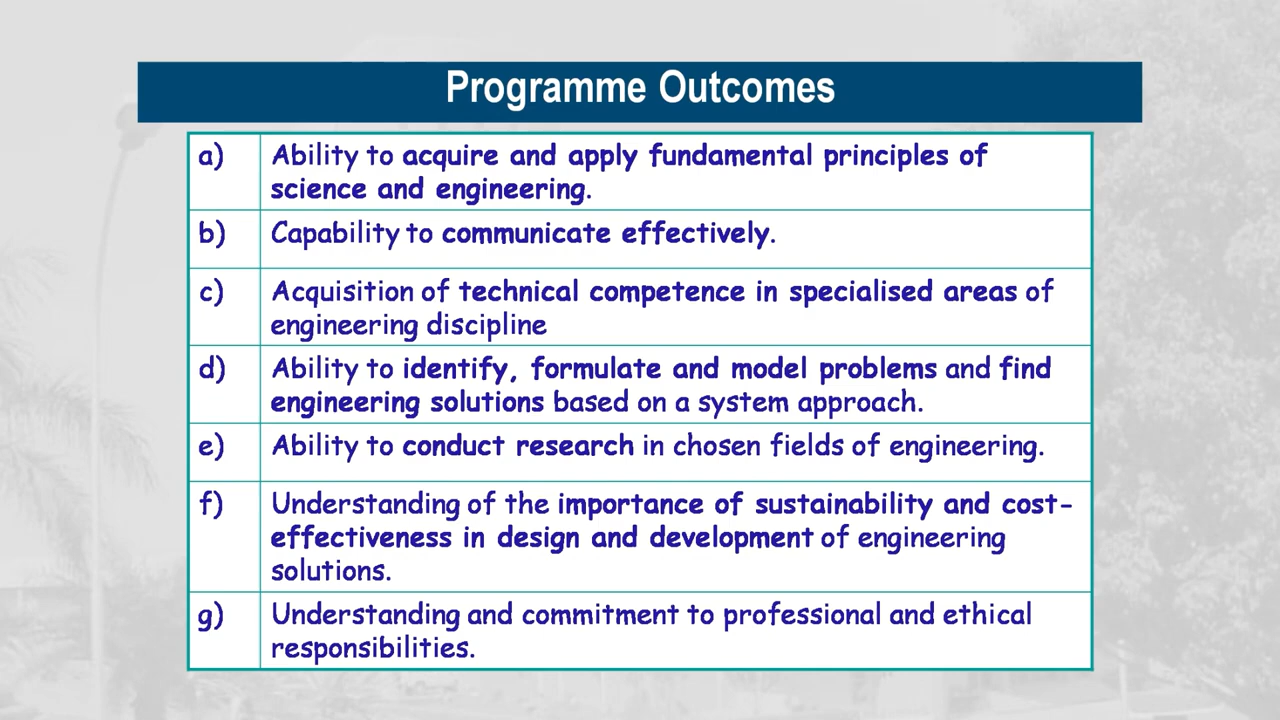 Programme Outcomes
a) Ability to acquire and apply fundamental principles of
science and engineering.
b) Capability to communicate effectively.
c) Acquisition of technical competence in specialised areas of
engineering discipline
d) Ability to identify, formulate and model problems and find
engineering solutions based on a system approach.
e) Ability to conduct research in chosen fields of engineering.
f) Understanding of the importance of sustainability and cost-
effectiveness in design and development of engineering
solutions.
g) Understanding and commitment to professional and ethical
responsibilities.